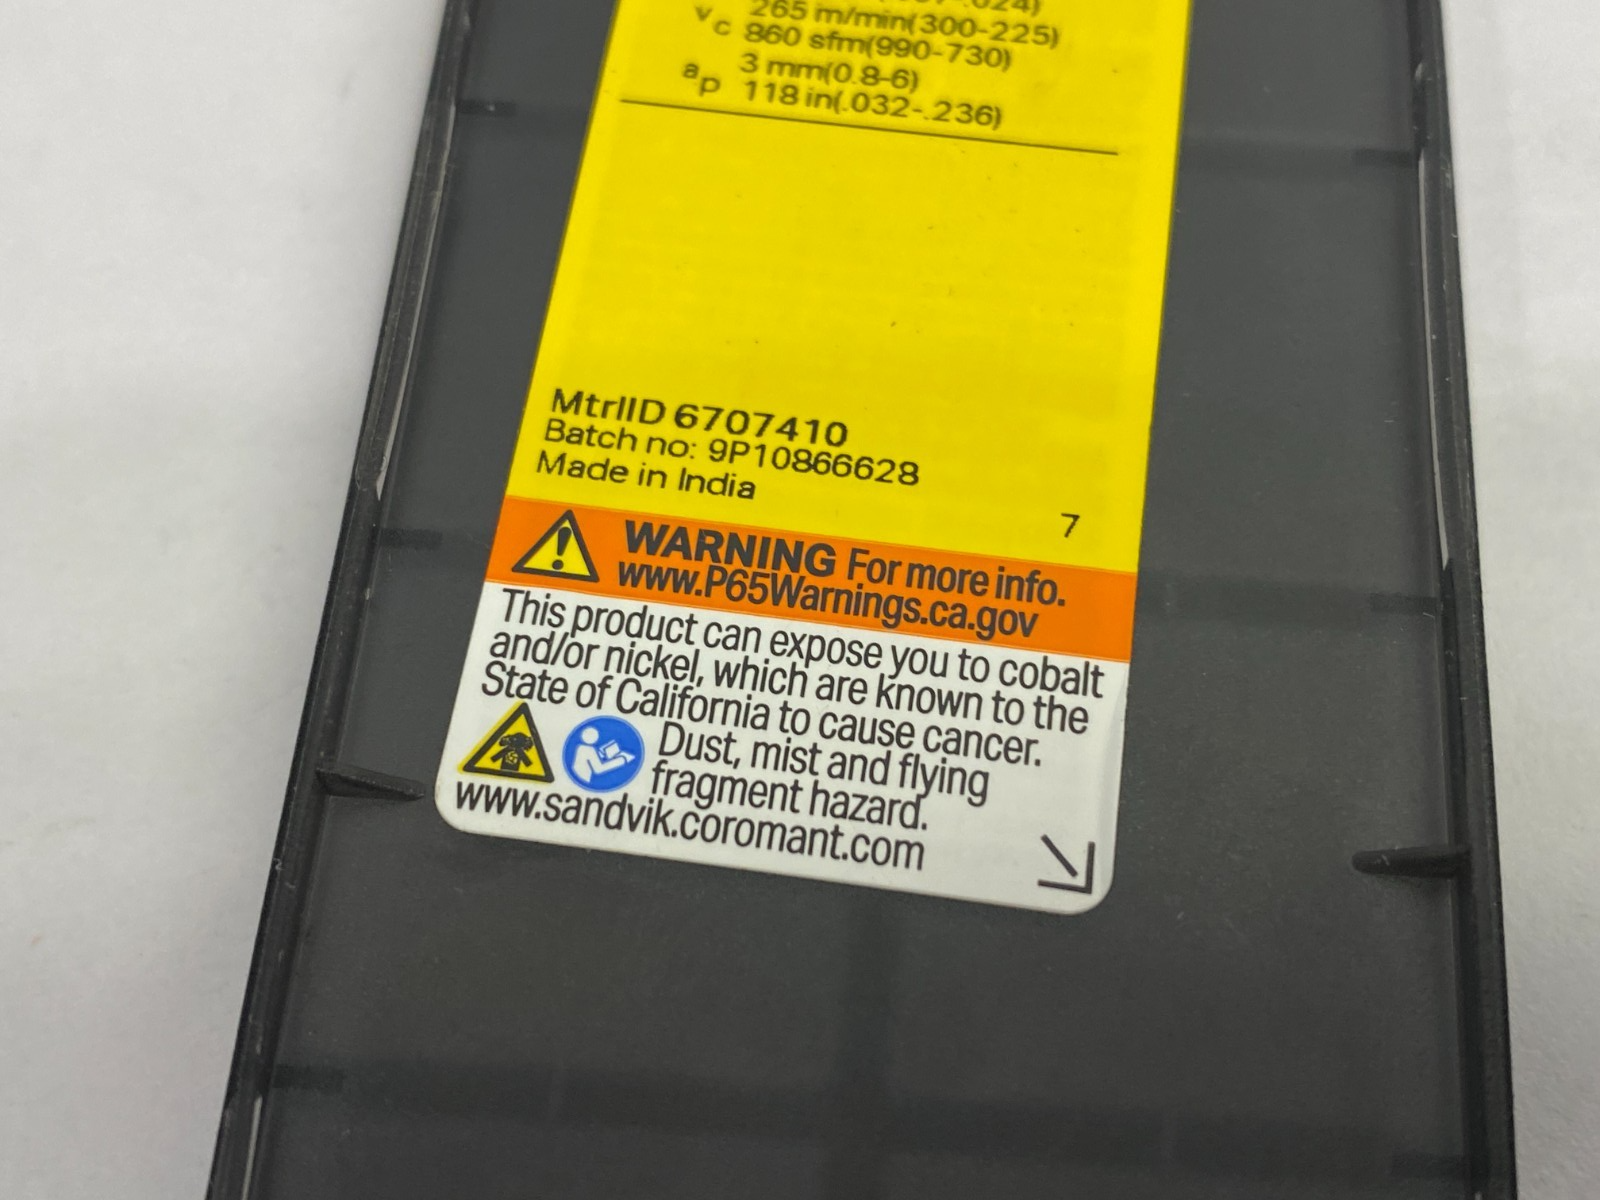 265 m/min(300-225)
vc 860 sfm(990-730)
3 mm(0.8-6)
ap 118 in(.032-.236)
MtrlID 6707410
Batch no: 9P10866628
Made in India
7
WARNING For more info.
www.P65Warnings.ca.gov
This product can expose you to cobalt
and/or nickel, which are known to the
State of California to cause cancer.
Dust, mist and flying
fragment hazard.
www.sandvik.coromant.com